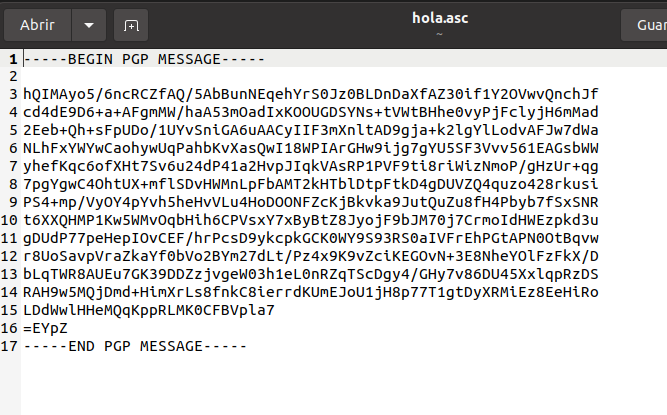 Abrir
hola.asc
~
Guar
1 -----BEGIN PGP MESSAGE-----
2
3 hQIMAyo5/6ncRCZfAQ/5AbBunNEqehYrS0Jz0BLDnDaXfAZ30if1Y2OVwvQnchJf
4 cd4dE9D6+a+AFgmMW/haA53mOadIxKOOUGDSYNs+tVWtBHhe0vyPjFclyjH6mMad
5 2Eeb+Qh+sFpUDo/1UYvSniGA6uAACyIIF3mXnltAD9gja+k2lgYlLodvAFJw7dWa
6 NLhFxYWYwCaohywUqPahbKvXasQwI18WPIArGHw9ijg7gYU5SF3Vvv561EAGsbWW
7 yhefKqc6ofXHt7Sv6u24dP41a2HvpJIqkVAsRP1PVF9ti8riWizNmoP/gHzUr+qg
8 7pgYgwC4OhtUX+mflSDvHWMnLpFbAMT2kHTblDtpFtkD4gDUVZQ4quzo428rkusi
9 PS4+mp/VyOY4pYvh5heHvVLu4HoDOONFZcKjBkvka9JutQuZu8fH4Pbyb7fSxSNR
10 t6XXQHMP1Kw5WMvOqbHih6CPVsxY7xByBtZ8JyojF9bJM70j7CrmoIdHWEzpkd3u
11 gDUdP77peHepIOvCEF/hrPcsD9ykcpkGCK0WY9S93RS0aIVFrEhPGtAPN0OtBqvw
12 r8UoSavpVraZkaYf0bVo2BYm27dLt/Pz4x9K9vZciKEGOvN+3E8NheYOlFzFkX/D
13 bLqTWR8AUEu7GK39DDZzjvgeW03h1eL0nRZqTScDgy4/GHy7v86DU45XxlqpRzDS
14 RAH9w5MQjDmd+HimXrLs8fnkC8ierrdKUmEJoU1jH8p77T1gtDyXRMiEz8EeHiRo
15 LDdWwlHHeMQqKppRLMK0CFBVpla7
16 =EYpZ
17 -----END PGP MESSAGE-----